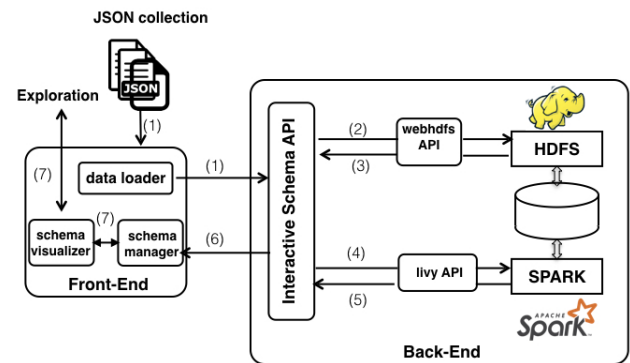 JSON collection
JSON
Exploration
(1)
(7)
data loader
(1)
schema
visualizer
(7)
schema
manager
(6)
Front-End
Interactive Schema API
(2)
(3)
webhdfs
API
HDFS
(4)
(5)
livy API
SPARK
APACHE
Spark
Back-End